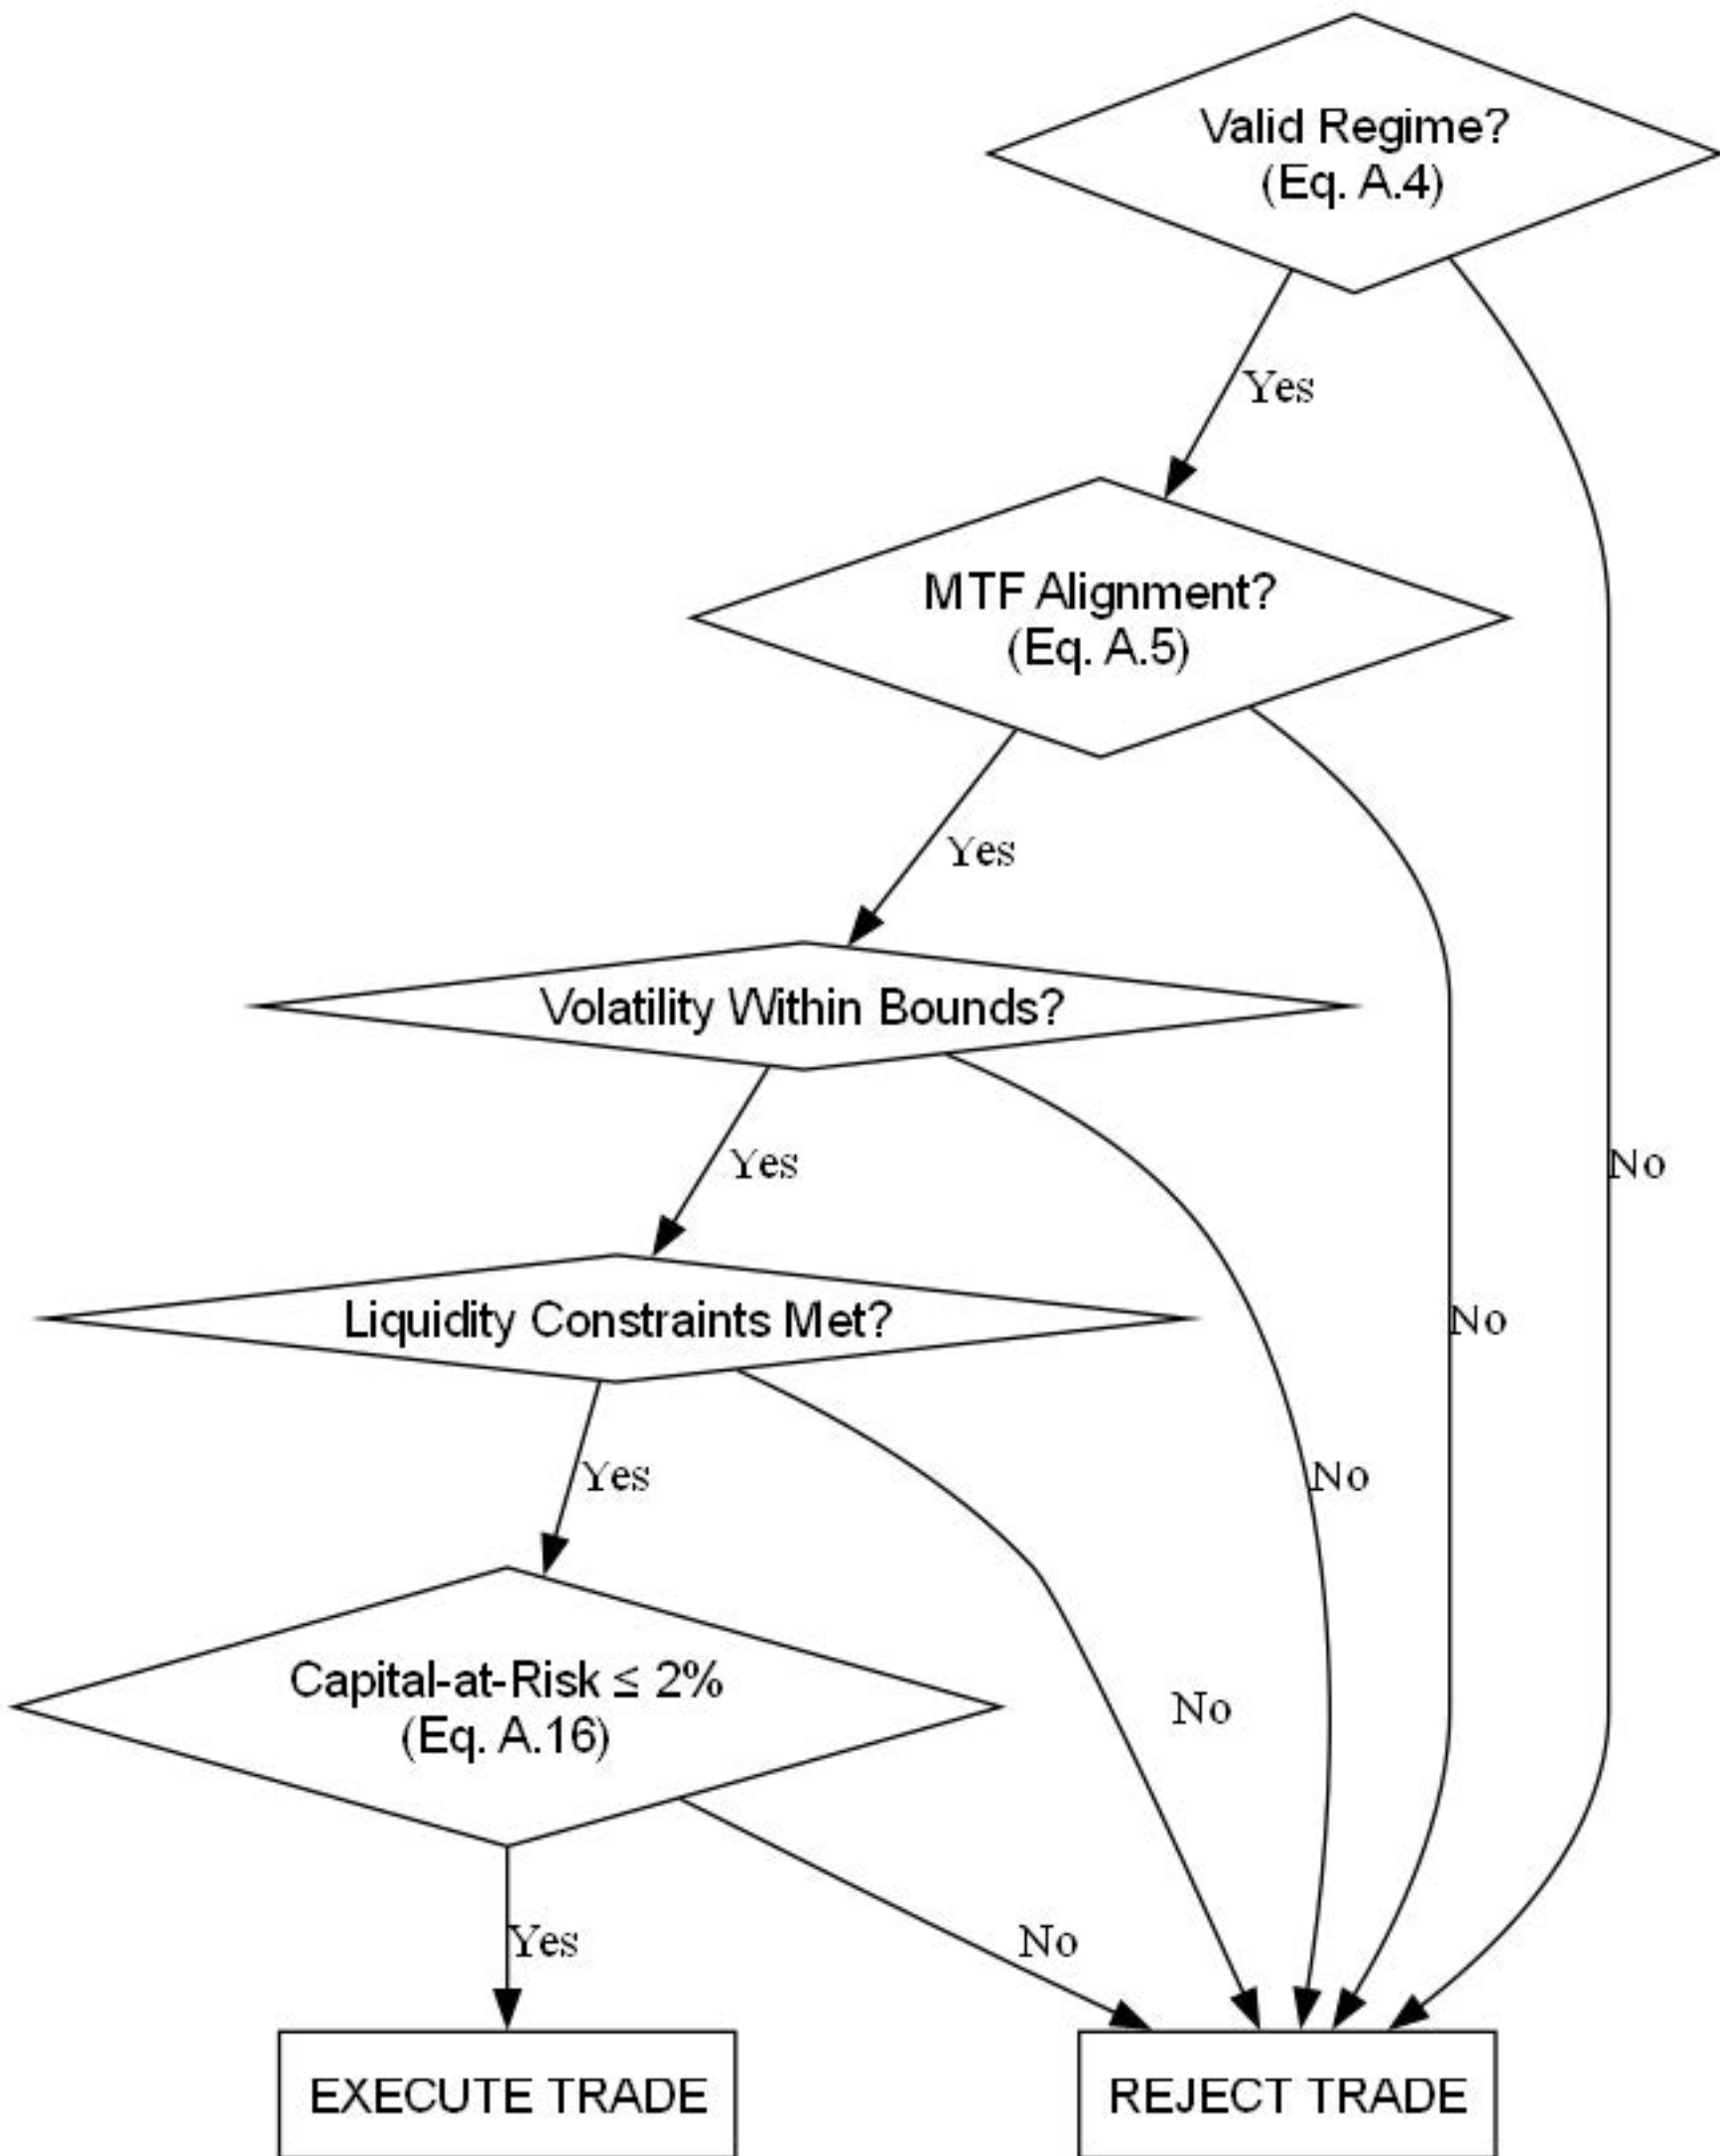 Valid Regime?
(Eq. A.4)
Yes
MTF Alignment?
(Eq. A.5)
Yes
Volatility Within Bounds?
Yes
No
Liquidity Constraints Met?
No
Yes
No
Capital-at-Risk ≤ 2%
(Eq. A.16)
No
Yes
No
EXECUTE TRADE
REJECT TRADE